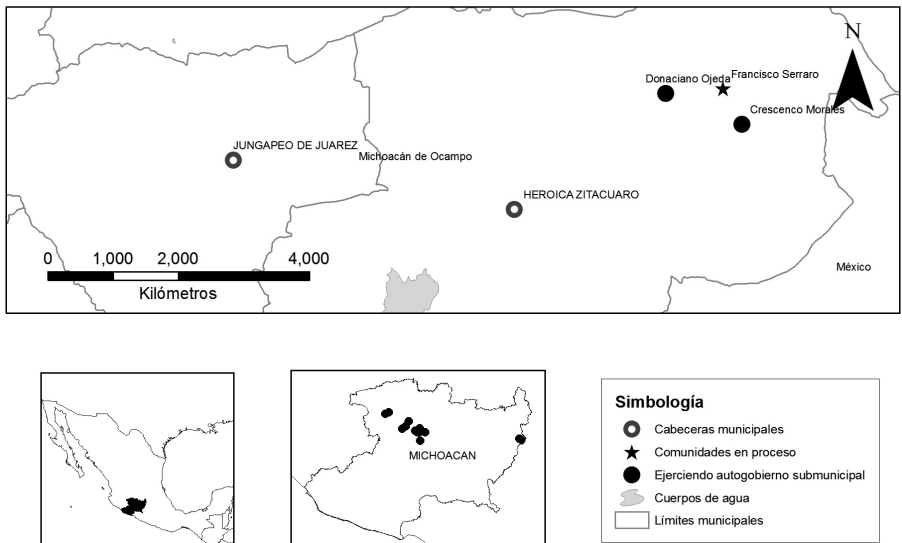 N
Donaciano Ojeda
Francisco Serraro
Crescenco Morales
JUNGAPEO DE JUAREZ
Michoacán de Ocampo
HEROICA ZITACUARO
0 1,000 2,000 4,000
Kilómetros
México
MICHOACAN
Simbología
Cabeceras municipales
Comunidades en proceso
Ejerciendo autogobierno submunicipal
Cuerpos de agua
Límites municipales